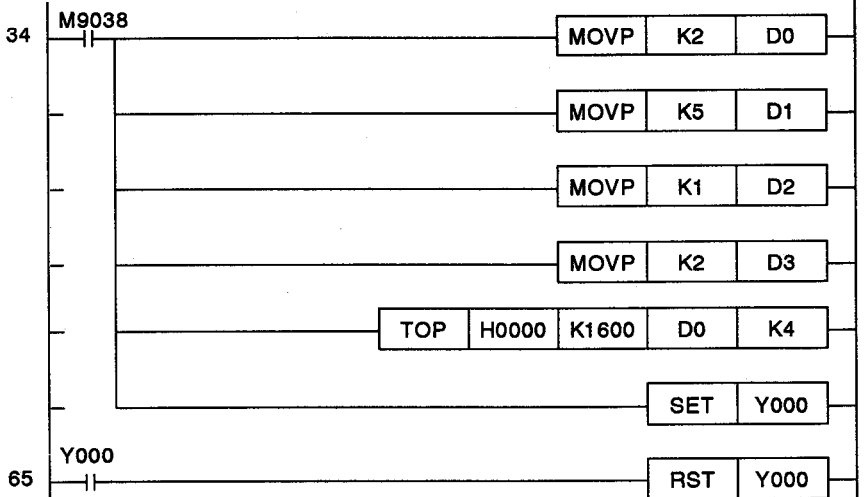 M9038
34 MOVP K2 D0
MOVP K5 D1
MOVP K1 D2
MOVP K2 D3
TOP H0000 K1600 D0 K4
SET Y000
Y000
65 RST Y000